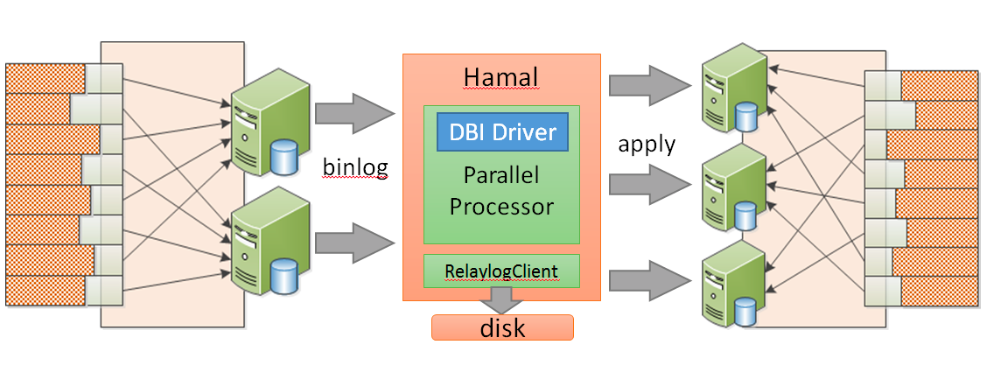 Hamal
DBI Driver
binlog
Parallel
Processor
apply
RelaylogClient
disk